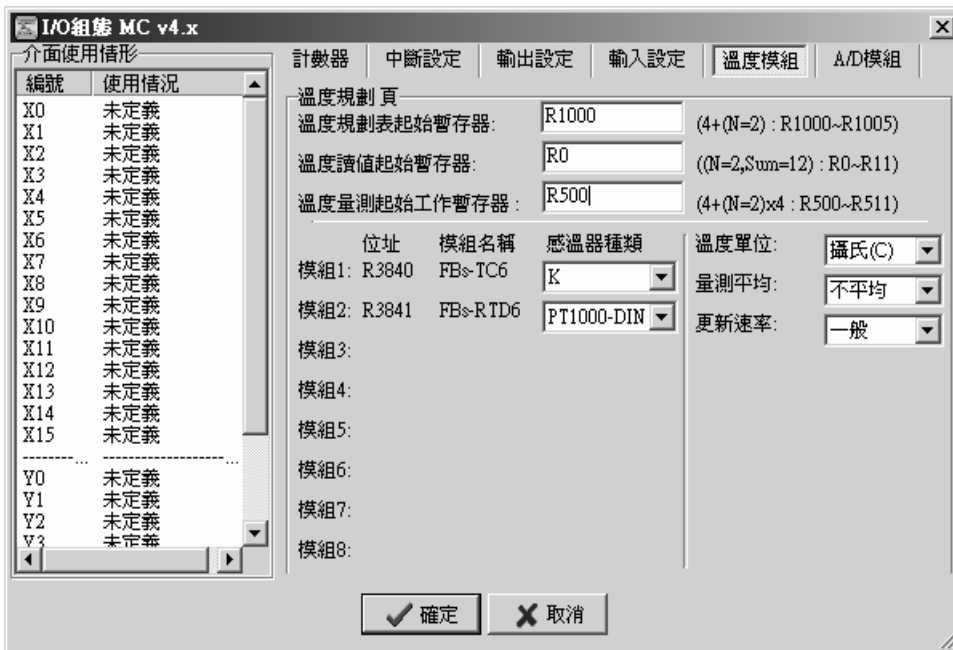 I/O組態 MC v4.x
介面使用情形
編號 使用情況
X0 未定義
X1 未定義
X2 未定義
X3 未定義
X4 未定義
X5 未定義
X6 未定義
X7 未定義
X8 未定義
X9 未定義
X10 未定義
X11 未定義
X12 未定義
X13 未定義
X14 未定義
X15 未定義
--------... -------------------...
Y0 未定義
Y1 未定義
Y2 未定義
Y3 未定義
計數器 中斷設定 輸出設定 輸入設定 溫度模組 A/D模組
溫度規劃 頁
溫度規劃表起始暫存器: R1000 (4+(N=2) : R1000~R1005)
溫度讀值起始暫存器: R0 ((N=2,Sum=12) : R0~R11)
溫度量測起始工作暫存器 : R500 (4+(N=2)x4 : R500~R511)
位址 模組名稱 感溫器種類
模組1: R3840 FBs-TC6 K
模組2: R3841 FBs-RTD6 PT1000-DIN
模組3:
模組4:
模組5:
模組6:
模組7:
模組8:
溫度單位: 攝氏(C)
量測平均: 不平均
更新速率: 一般
確定 取消